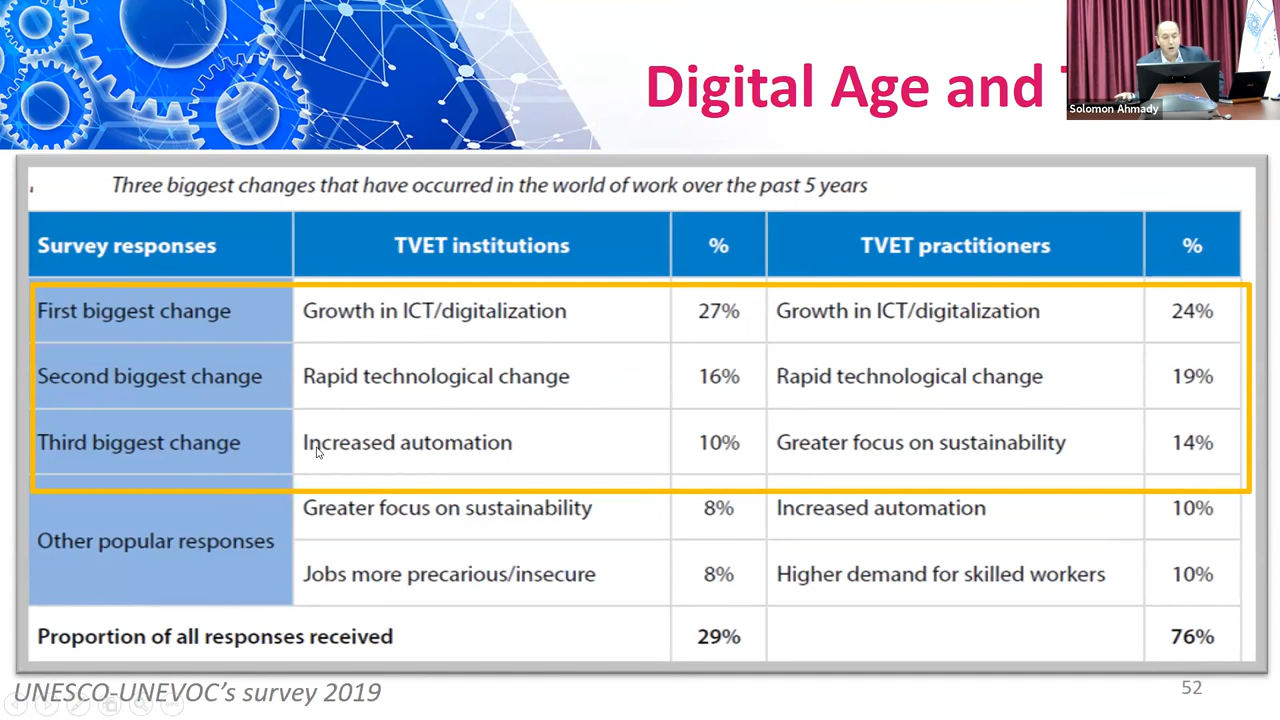 Digital Age and
Solomon Ahmady
Three biggest changes that have occurred in the world of work over the past 5 years
Survey responses TVET institutions % TVET practitioners %
First biggest change Growth in ICT/digitalization 27% Growth in ICT/digitalization 24%
Second biggest change Rapid technological change 16% Rapid technological change 19%
Third biggest change Increased automation 10% Greater focus on sustainability 14%
Other popular responses Greater focus on sustainability 8% Increased automation 10%
Jobs more precarious/insecure 8% Higher demand for skilled workers 10%
Proportion of all responses received 29% 76%
UNESCO-UNEVOC’s survey 2019
52